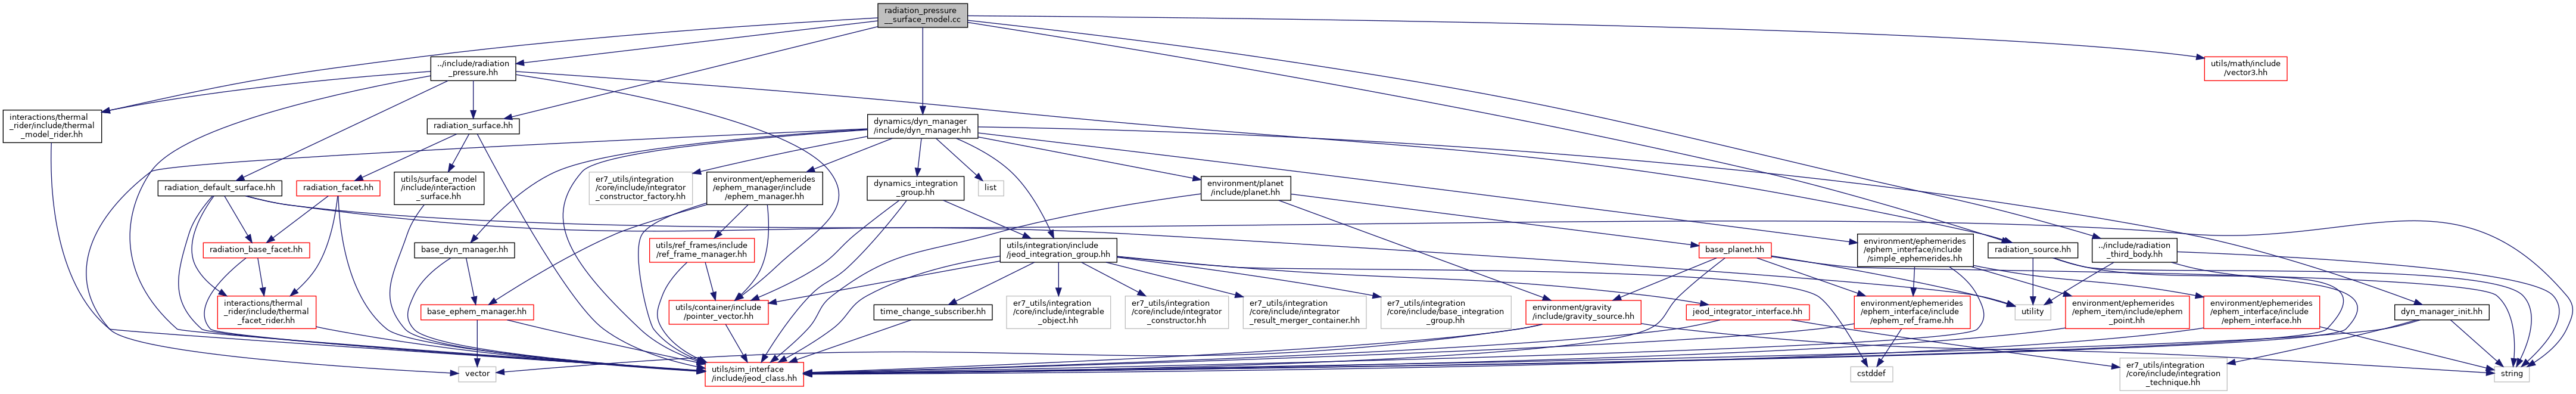 radiation_pressure
__surface_model.cc
../include/radiation
_pressure.hh
utils/math/include
/vector3.hh
interactions/thermal
_rider/include/thermal
_model_rider.hh
radiation_surface.hh
dynamics/dyn_manager
/include/dyn_manager.hh
radiation_default_surface.hh
radiation_facet.hh
utils/surface_model
/include/interaction
_surface.hh
er7_utils/integration
/core/include/integrator
_constructor_factory.hh
environment/ephemerides
/ephem_manager/include
/ephem_manager.hh
dynamics_integration
_group.hh
list
environment/planet
/include/planet.hh
radiation_base_facet.hh
base_dyn_manager.hh
utils/ref_frames/include
/ref_frame_manager.hh
utils/integration/include
/jeod_integration_group.hh
base_planet.hh
environment/ephemerides
/ephem_interface/include
/simple_ephemerides.hh
radiation_source.hh
../include/radiation
_third_body.hh
interactions/thermal
_rider/include/thermal
_facet_rider.hh
base_ephem_manager.hh
utils/container/include
/pointer_vector.hh
time_change_subscriber.hh
er7_utils/integration
/core/include/integrable
_object.hh
er7_utils/integration
/core/include/integrator
_constructor.hh
er7_utils/integration
/core/include/integrator
_result_merger_container.hh
er7_utils/integration
/core/include/base_integration
_group.hh
environment/gravity
/include/gravity_source.hh
jeod_integrator_interface.hh
environment/ephemerides
/ephem_interface/include
/ephem_ref_frame.hh
utility
environment/ephemerides
/ephem_item/include/ephem
_point.hh
environment/ephemerides
/ephem_interface/include
/ephem_interface.hh
dyn_manager_init.hh
vector
utils/sim_interface
/include/jeod_class.hh
cstddef
er7_utils/integration
/core/include/integration
_technique.hh
string